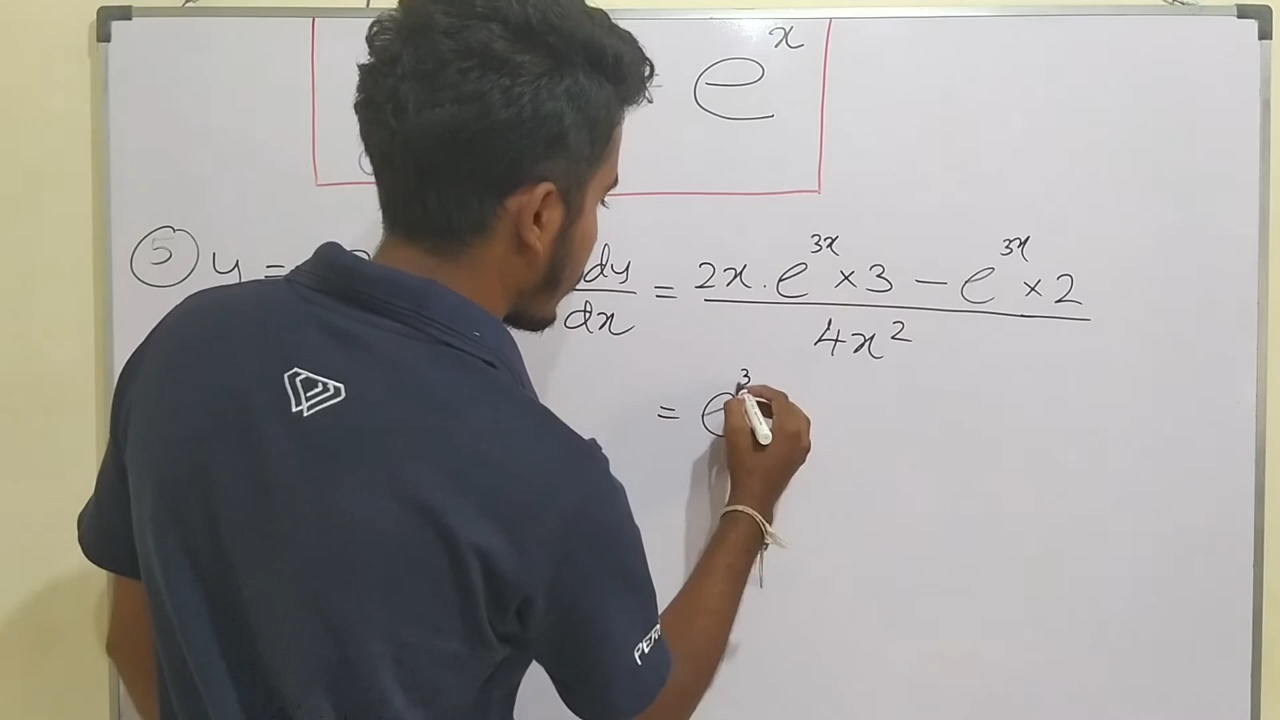 e^x
⑤ y = dy/dx = (2x . e^{3x} × 3 − e^{3x} × 2) / 4x^2
= e^3